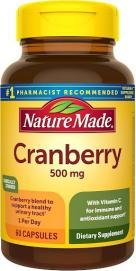 #1 PHARMACIST RECOMMENDED
Nature Made®
Cranberry
500 mg
Cranberry blend to
support a healthy
urinary tract†
1 Per Day
With Vitamin C
for immune and
antioxidant support†
60 CAPSULES
Dietary Supplement